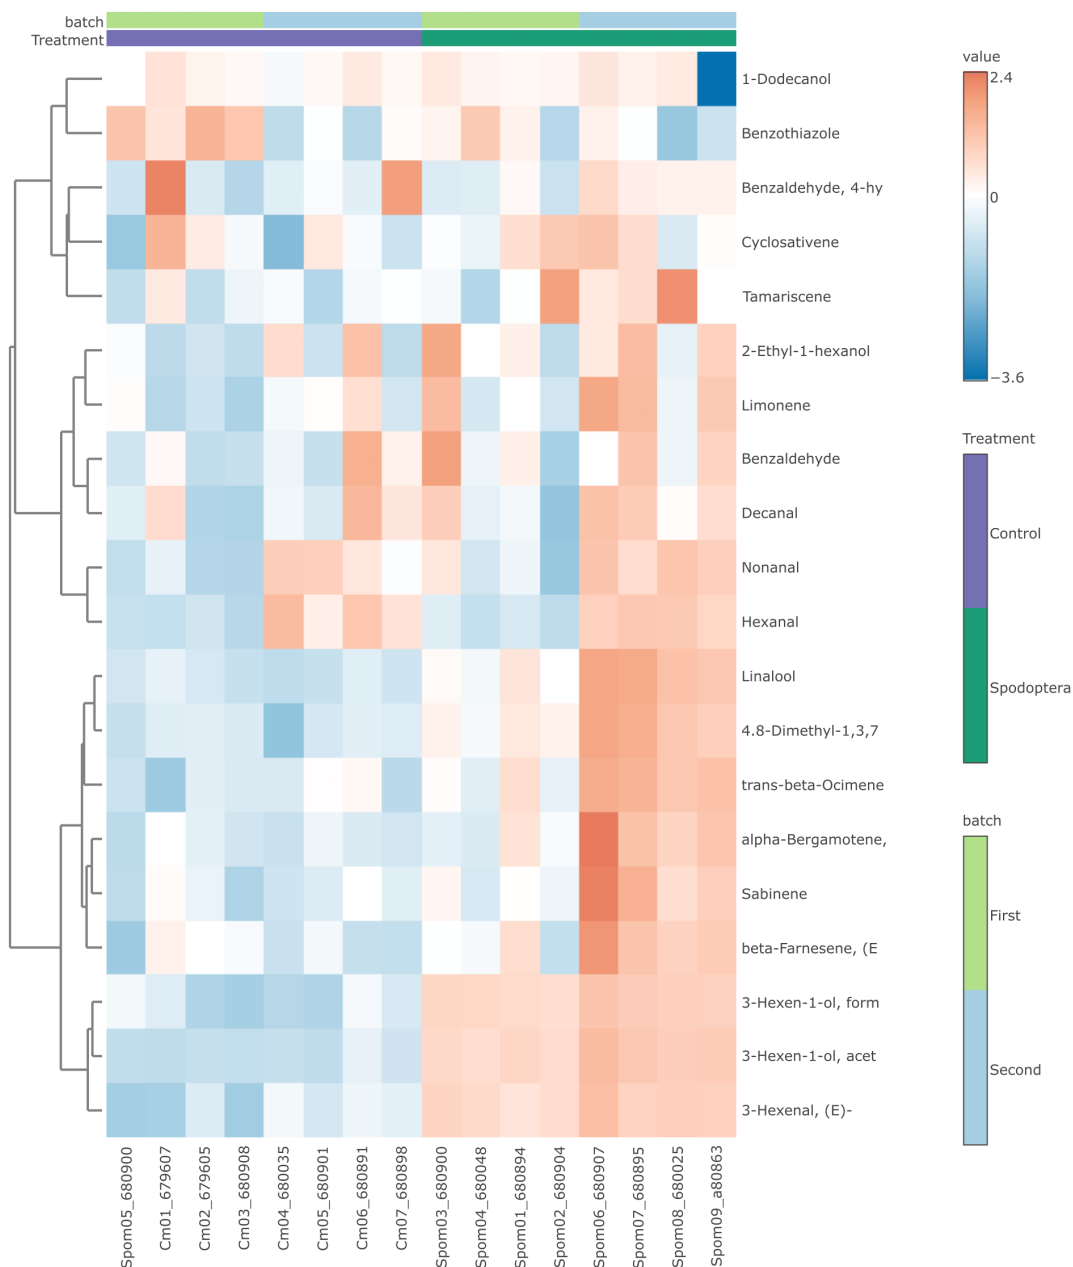 batch
Treatment
1-Dodecanol
Benzothiazole
Benzaldehyde, 4-hy
Cyclosativene
Tamariscene
2-Ethyl-1-hexanol
Limonene
Benzaldehyde
Decanal
Nonanal
Hexanal
Linalool
4.8-Dimethyl-1,3,7
trans-beta-Ocimene
alpha-Bergamotene,
Sabinene
beta-Farnesene, (E
3-Hexen-1-ol, form
3-Hexen-1-ol, acet
3-Hexenal, (E)-
Spom05_680900
Cm01_679607
Cm02_679605
Cm03_680908
Cm04_680035
Cm05_680901
Cm06_680891
Cm07_680898
Spom03_680900
Spom04_680048
Spom01_680894
Spom02_680904
Spom06_680907
Spom07_680895
Spom08_680025
Spom09_a80863
value
2.4
0
−3.6
Treatment
Control
Spodoptera
batch
First
Second